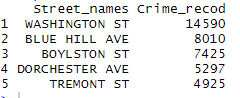 Street_names Crime_recod
1 WASHINGTON ST 14590
2 BLUE HILL AVE 8010
3 BOYLSTON ST 7425
4 DORCHESTER AVE 5297
5 TREMONT ST 4925